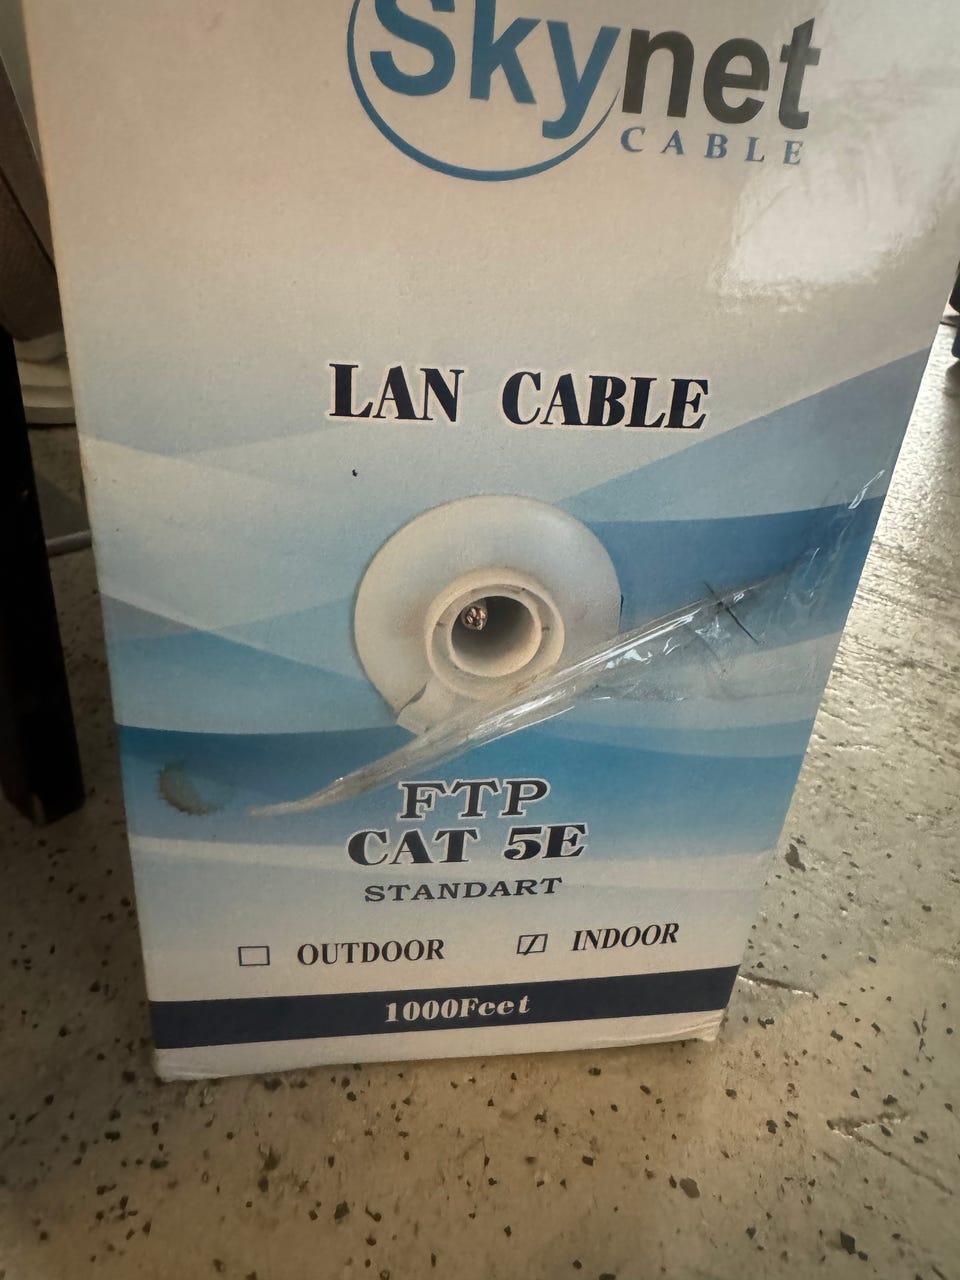 Skynet
CABLE
LAN CABLE
FTP
CAT 5E
STANDART
OUTDOOR INDOOR
1000Feet